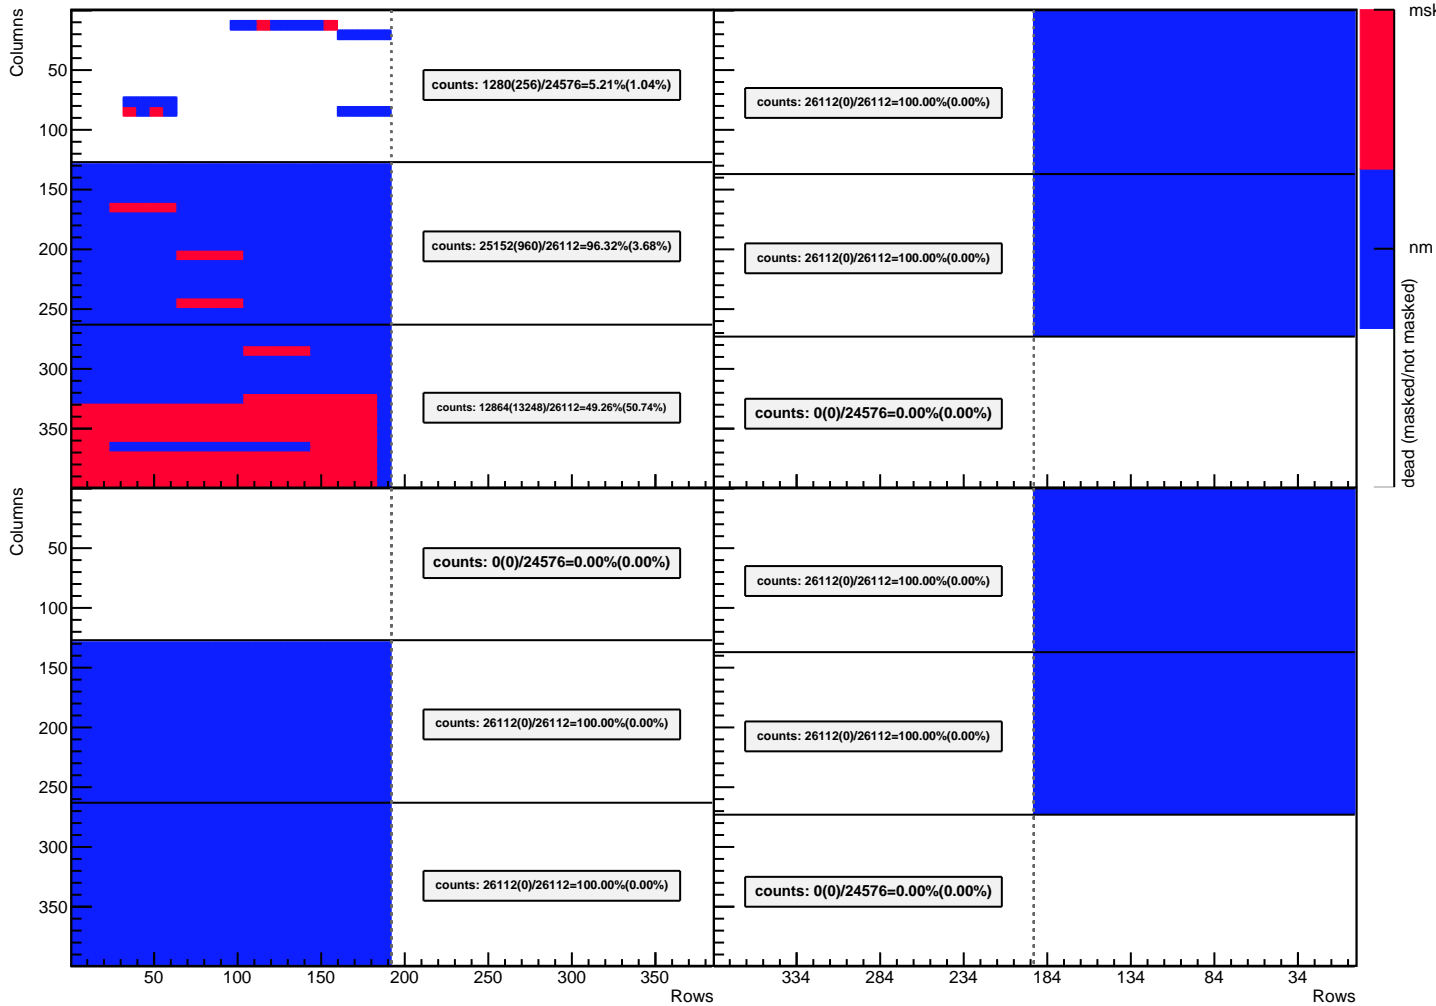 Columns
50
100
150
200
250
300
350
counts: 1280(256)/24576=5.21%(1.04%)
counts: 25152(960)/26112=96.32%(3.68%)
counts: 12864(13248)/26112=49.26%(50.74%)
counts: 26112(0)/26112=100.00%(0.00%)
counts: 26112(0)/26112=100.00%(0.00%)
counts: 0(0)/24576=0.00%(0.00%)
msk
nm
dead (masked/not masked)
Columns
50
100
150
200
250
300
350
counts: 0(0)/24576=0.00%(0.00%)
counts: 26112(0)/26112=100.00%(0.00%)
counts: 26112(0)/26112=100.00%(0.00%)
counts: 26112(0)/26112=100.00%(0.00%)
counts: 26112(0)/26112=100.00%(0.00%)
counts: 0(0)/24576=0.00%(0.00%)
50 100 150 200 250 300 350
Rows
334 284 234 184 134 84 34
Rows